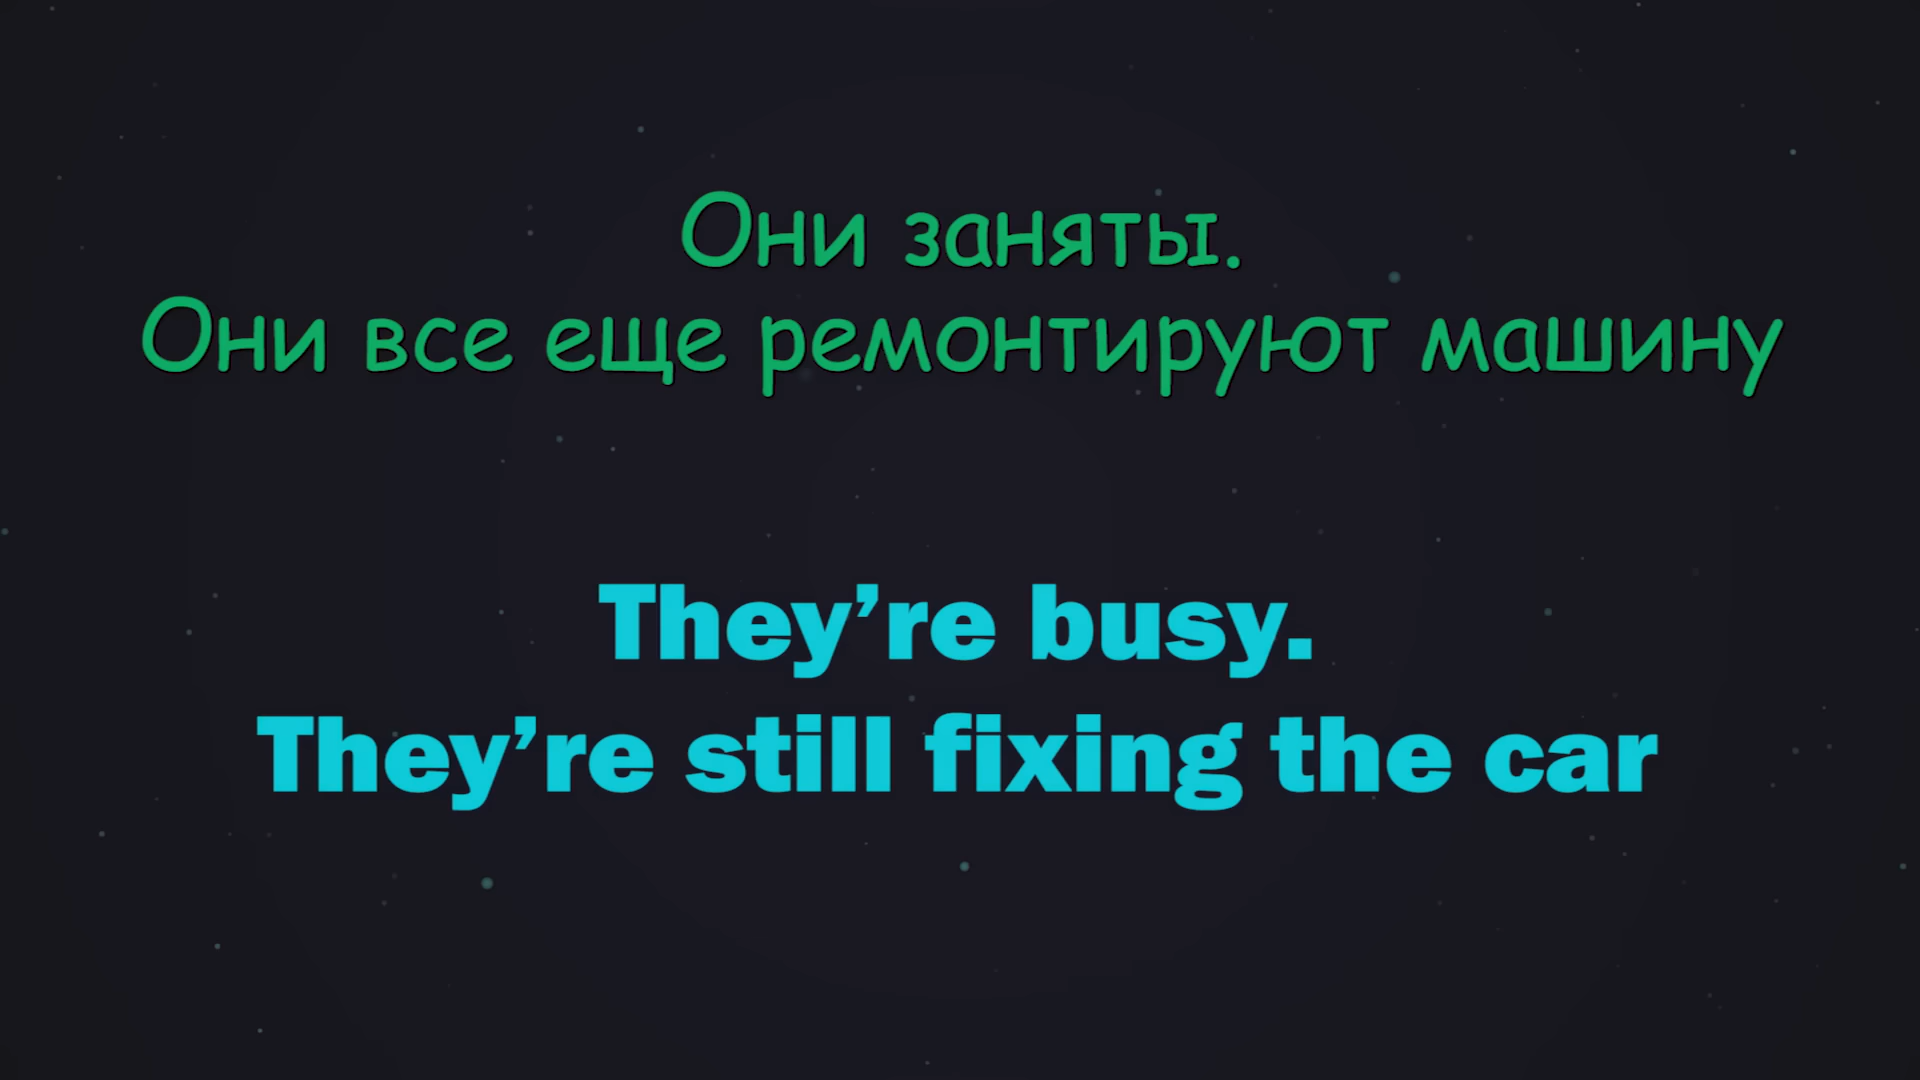 Они заняты.
Они все еще ремонтируют машину
They’re busy.
They’re still fixing the car